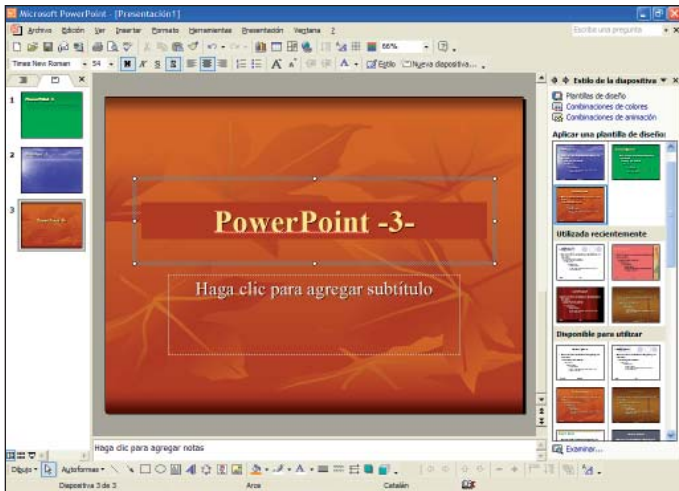 Microsoft PowerPoint - [Presentación1]
Archivo Edición Ver Insertar Formato Herramientas Presentación Ventana ?
Escriba una pregunta
66%
Times New Roman 54 N K S S A A A Estilo Nueva diapositiva...
Estilo de la diapositiva
Plantillas de diseño
Combinaciones de colores
Combinaciones de animación
Aplicar una plantilla de diseño:
1
2
3
PowerPoint -3-
Haga clic para agregar subtítulo
Utilizada recientemente
Disponible para utilizar
Examinar...
Haga clic para agregar notas
Dibujo Autoformas
Diapositiva 3 de 3 Arce Catalán